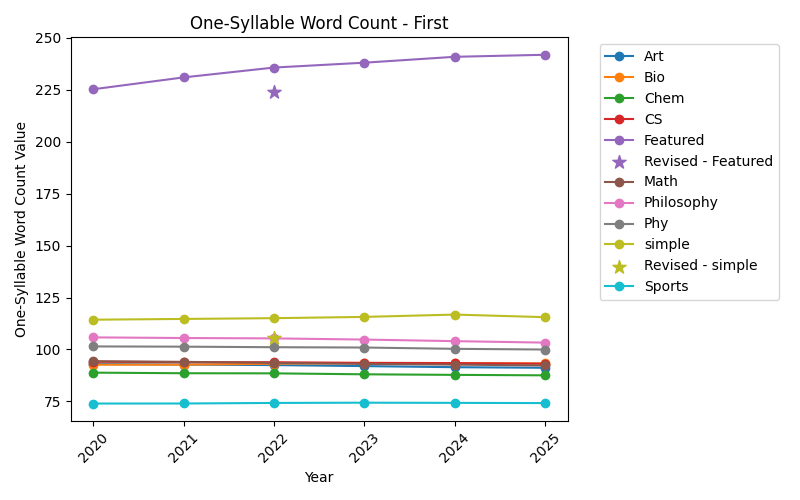 One-Syllable Word Count - First
One-Syllable Word Count Value
250
225
200
175
150
125
100
75
2020
2021
2022
2023
2024
2025
Year
Art
Bio
Chem
CS
Featured
Revised - Featured
Math
Philosophy
Phy
simple
Revised - simple
Sports